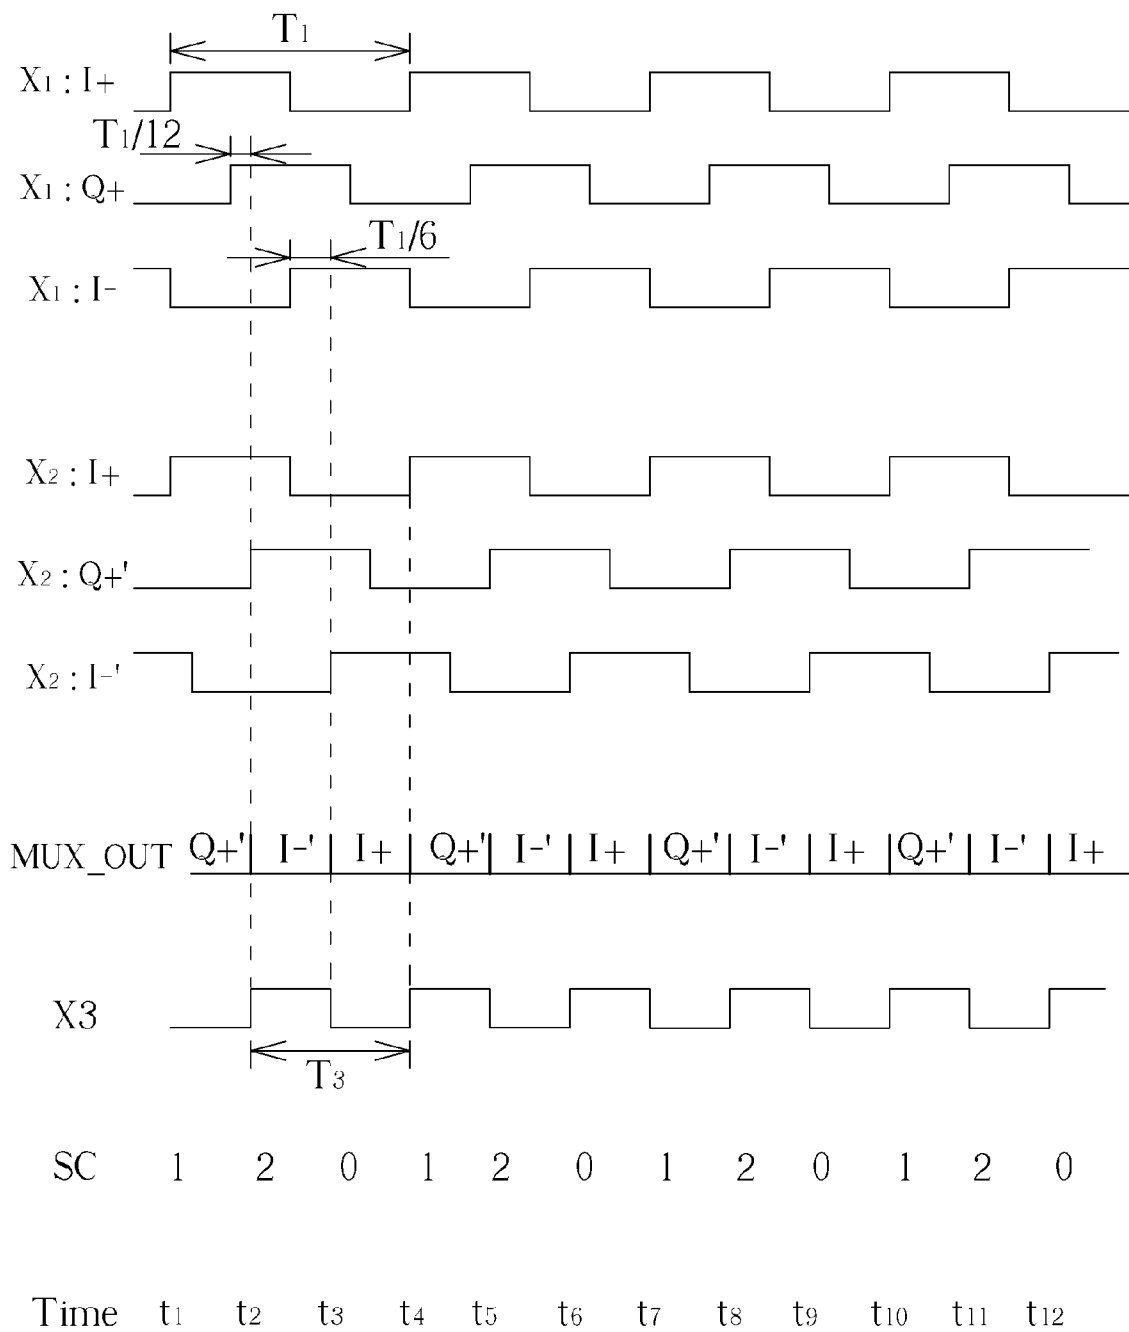 T1
X1 : I+
T1/12
X1 : Q+
T1/6
X1 : I-
X2 : I+
X2 : Q+'
X2 : I-'
MUX_OUT Q+' I-' I+ Q+' I-' I+ Q+' I-' I+ Q+' I-' I+
X3
T3
SC 1 2 0 1 2 0 1 2 0 1 2 0
Time t1 t2 t3 t4 t5 t6 t7 t8 t9 t10 t11 t12